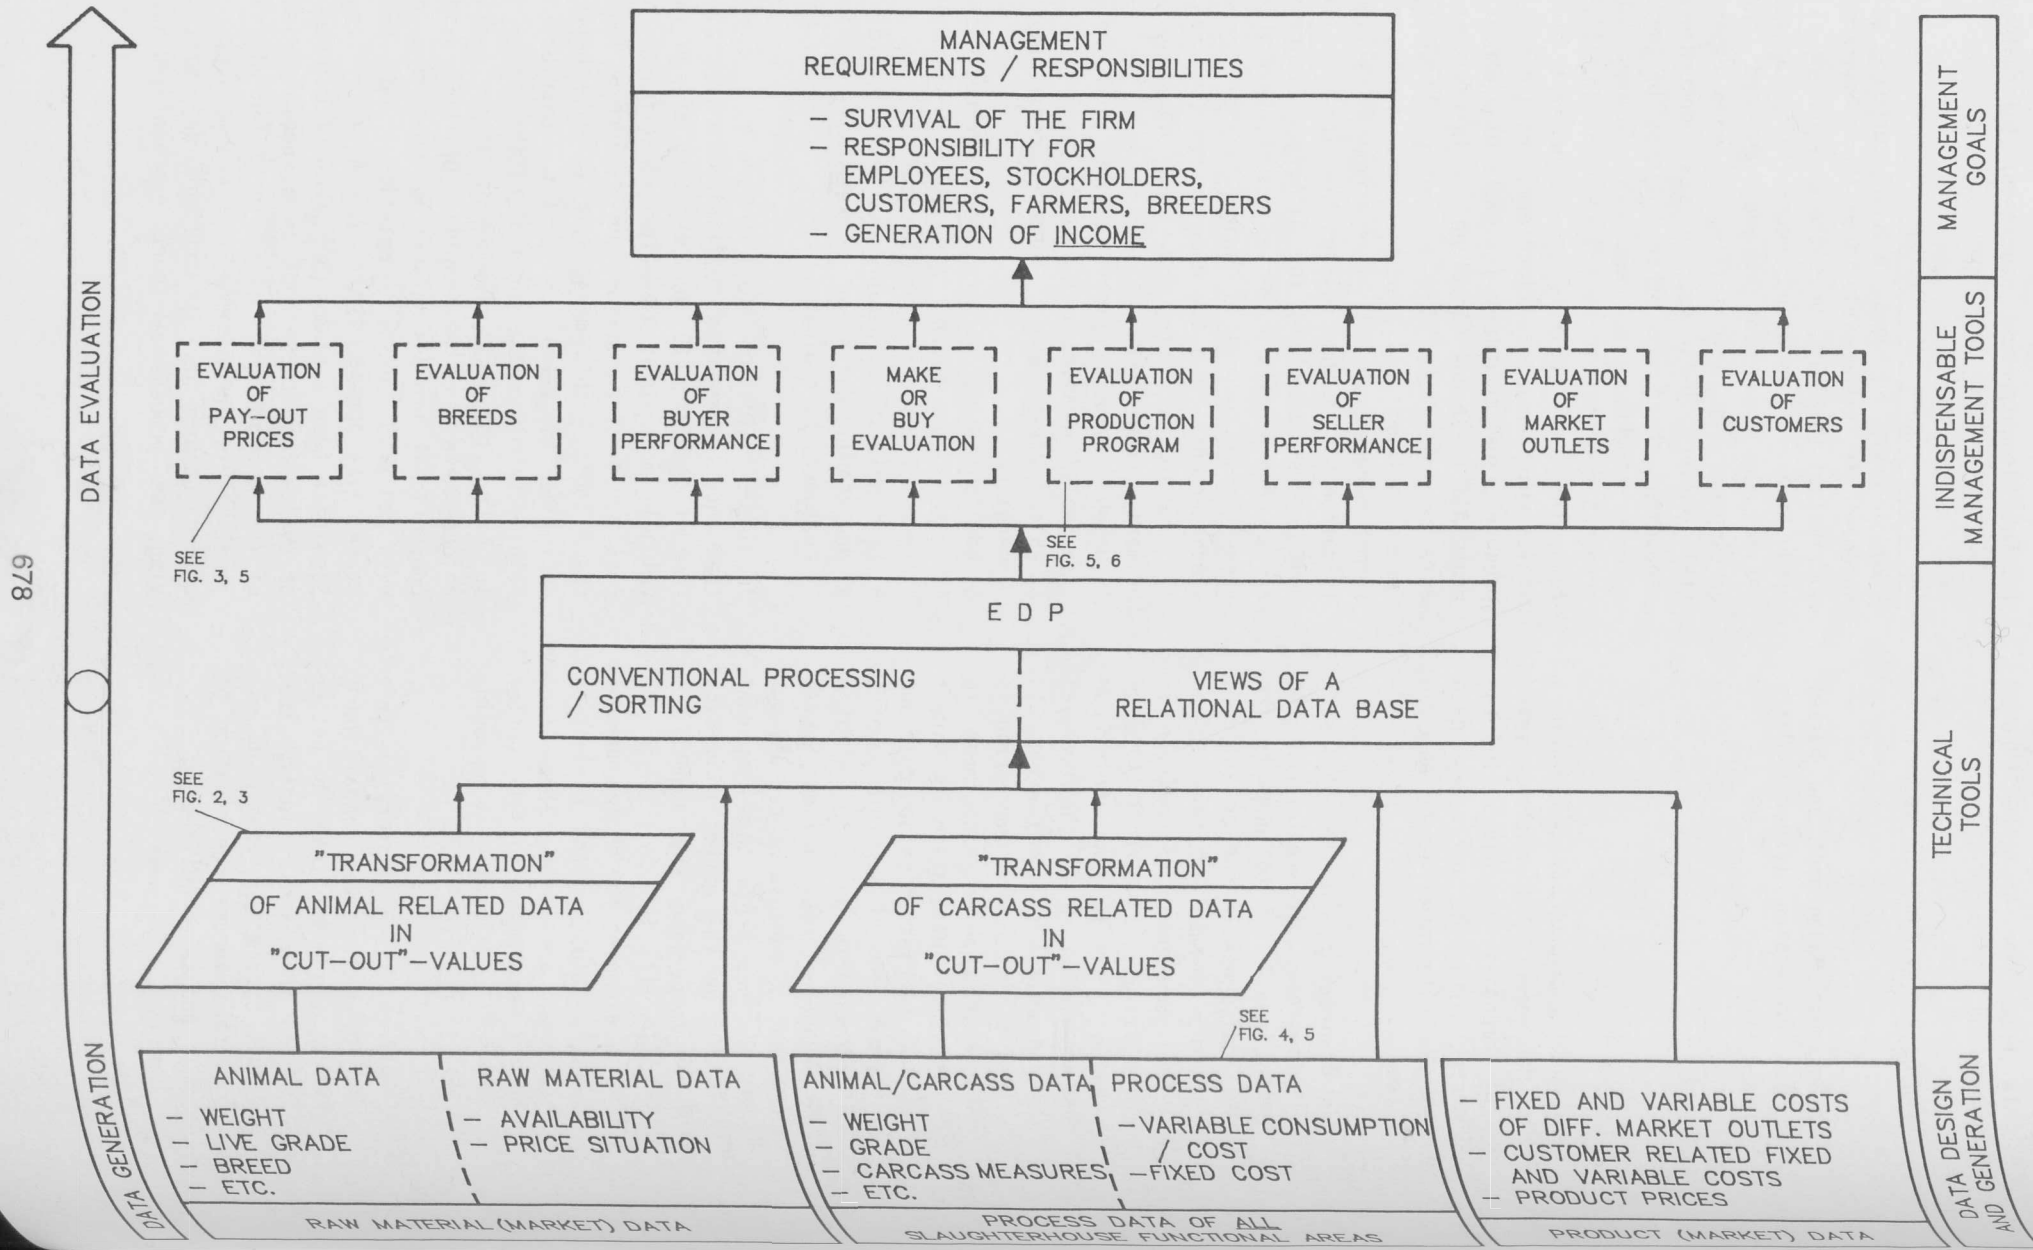 MANAGEMENT
REQUIREMENTS / RESPONSIBILITIES
– SURVIVAL OF THE FIRM
– RESPONSIBILITY FOR
EMPLOYEES, STOCKHOLDERS,
CUSTOMERS, FARMERS, BREEDERS
– GENERATION OF INCOME
EVALUATION
OF
PAY–OUT
PRICES
EVALUATION
OF
BREEDS
EVALUATION
OF
BUYER
PERFORMANCE
MAKE
OR
BUY
EVALUATION
EVALUATION
OF
PRODUCTION
PROGRAM
EVALUATION
OF
SELLER
PERFORMANCE
EVALUATION
OF
MARKET
OUTLETS
EVALUATION
OF
CUSTOMERS
SEE
FIG. 3, 5
SEE
FIG. 5, 6
E D P
CONVENTIONAL PROCESSING
/ SORTING
VIEWS OF A
RELATIONAL DATA BASE
SEE
FIG. 2, 3
"TRANSFORMATION"
OF ANIMAL RELATED DATA
IN
"CUT–OUT"–VALUES
"TRANSFORMATION"
OF CARCASS RELATED DATA
IN
"CUT–OUT"–VALUES
SEE
FIG. 4, 5
ANIMAL DATA
– WEIGHT
– LIVE GRADE
– BREED
– ETC.
RAW MATERIAL DATA
– AVAILABILITY
– PRICE SITUATION
RAW MATERIAL (MARKET) DATA
ANIMAL/CARCASS DATA
– WEIGHT
– GRADE
– CARCASS MEASURES
– ETC.
PROCESS DATA
–VARIABLE CONSUMPTION
/ COST
–FIXED COST
PROCESS DATA OF ALL
SLAUGHTERHOUSE FUNCTIONAL AREAS
– FIXED AND VARIABLE COSTS
OF DIFF. MARKET OUTLETS
– CUSTOMER RELATED FIXED
AND VARIABLE COSTS
– PRODUCT PRICES
PRODUCT (MARKET) DATA
DATA EVALUATION
DATA GENERATION
DATA GENERATION
678
MANAGEMENT
GOALS
INDISPENSABLE
MANAGEMENT TOOLS
TECHNICAL
TOOLS
DATA DESIGN
AND GENERATION